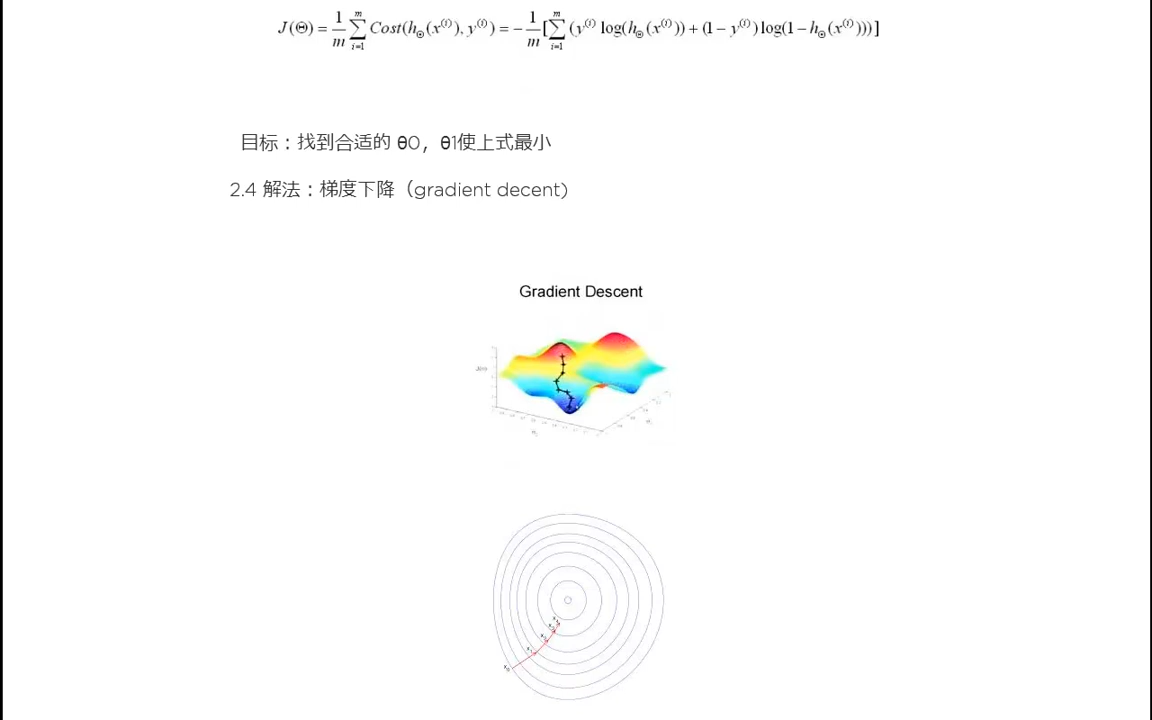 J(Θ) = 1/m ∑_{i=1}^{m} Cost(h_Θ(x^{(i)}), y^{(i)}) = −1/m [∑_{i=1}^{m} (y^{(i)} log(h_Θ(x^{(i)})) + (1 − y^{(i)}) log(1 − h_Θ(x^{(i)})))]
目标：找到合适的 θ0，θ1使上式最小
2.4 解法：梯度下降（gradient decent)
Gradient Descent